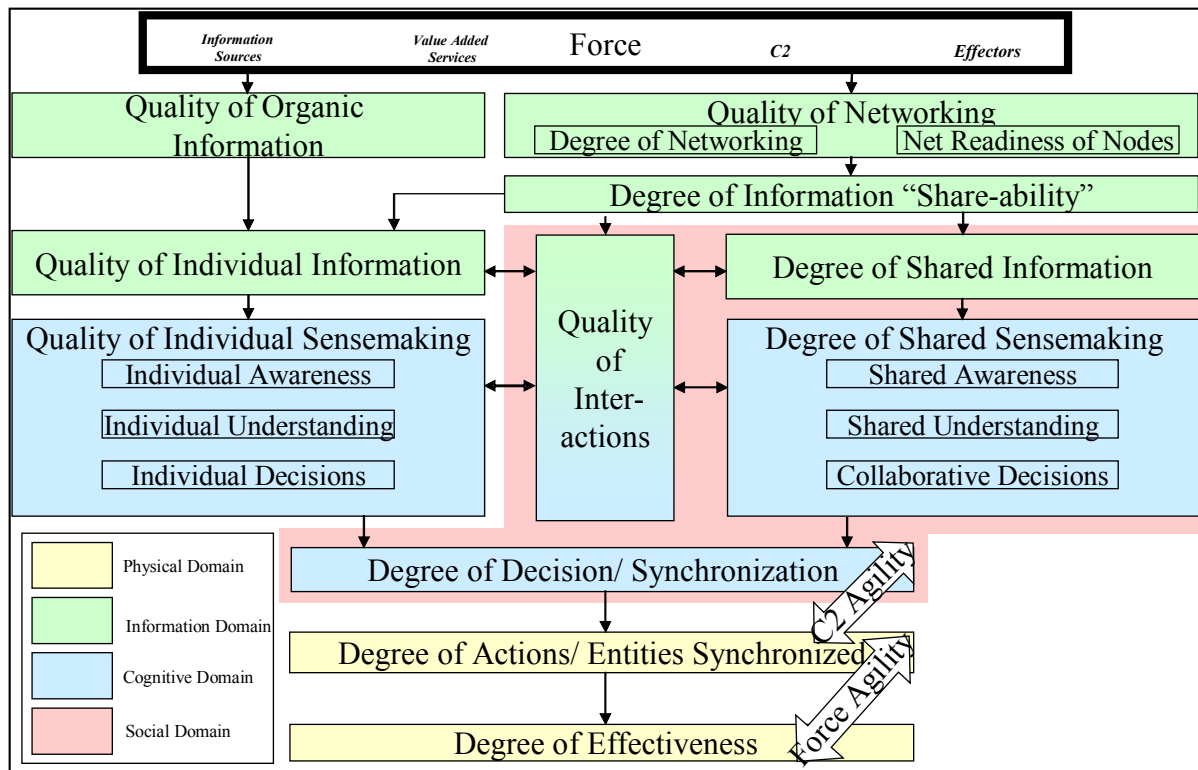 Information
Sources
Value Added
Services
Force
C2
Effectors
Quality of Organic
Information
Quality of Networking
Degree of Networking
Net Readiness of Nodes
Degree of Information “Share-ability”
Quality of Individual Information
Degree of Shared Information
Quality
of
Inter-
actions
Quality of Individual Sensemaking
Individual Awareness
Individual Understanding
Individual Decisions
Degree of Shared Sensemaking
Shared Awareness
Shared Understanding
Collaborative Decisions
Degree of Decision/ Synchronization
C2 Agility
Degree of Actions/ Entities Synchronized
Force Agility
Degree of Effectiveness
Physical Domain
Information Domain
Cognitive Domain
Social Domain